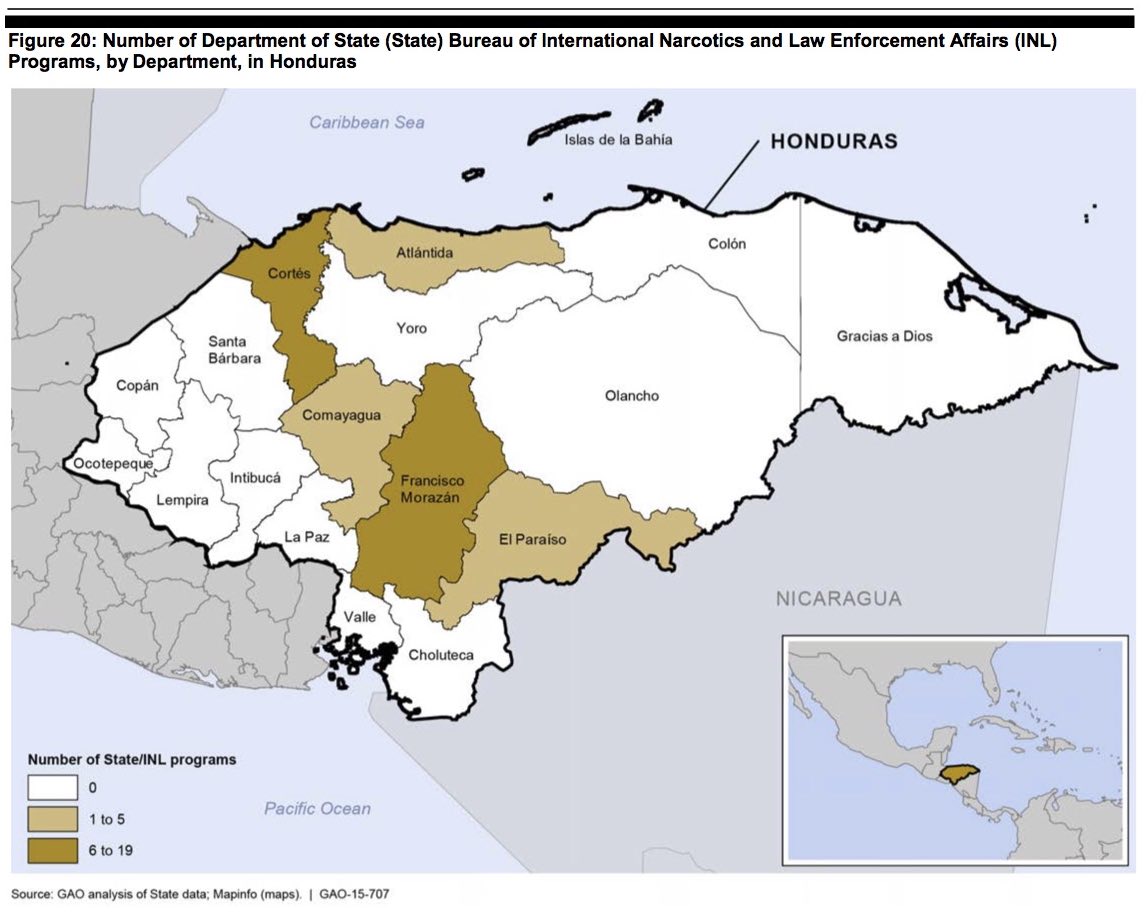 Figure 20: Number of Department of State (State) Bureau of International Narcotics and Law Enforcement Affairs (INL)
Programs, by Department, in Honduras
Caribbean Sea
Islas de la Bahía
HONDURAS
Atlántida
Colón
Cortés
Yoro
Gracias a Dios
Santa
Bárbara
Copán
Olancho
Comayagua
Ocotepeque
Intibucá
Francisco
Morazán
Lempira
La Paz
El Paraíso
NICARAGUA
Valle
Choluteca
Number of State/INL programs
0
1 to 5
6 to 19
Pacific Ocean
Source: GAO analysis of State data; Mapinfo (maps). | GAO-15-707